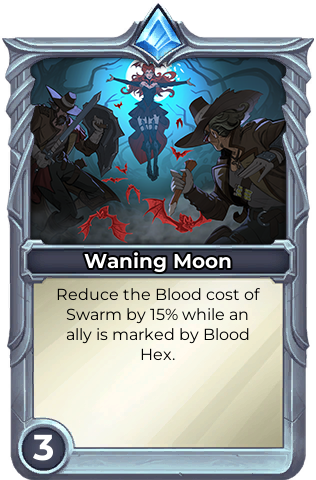 Waning Moon
Reduce the Blood cost of
Swarm by 15% while an
ally is marked by Blood
Hex.
3